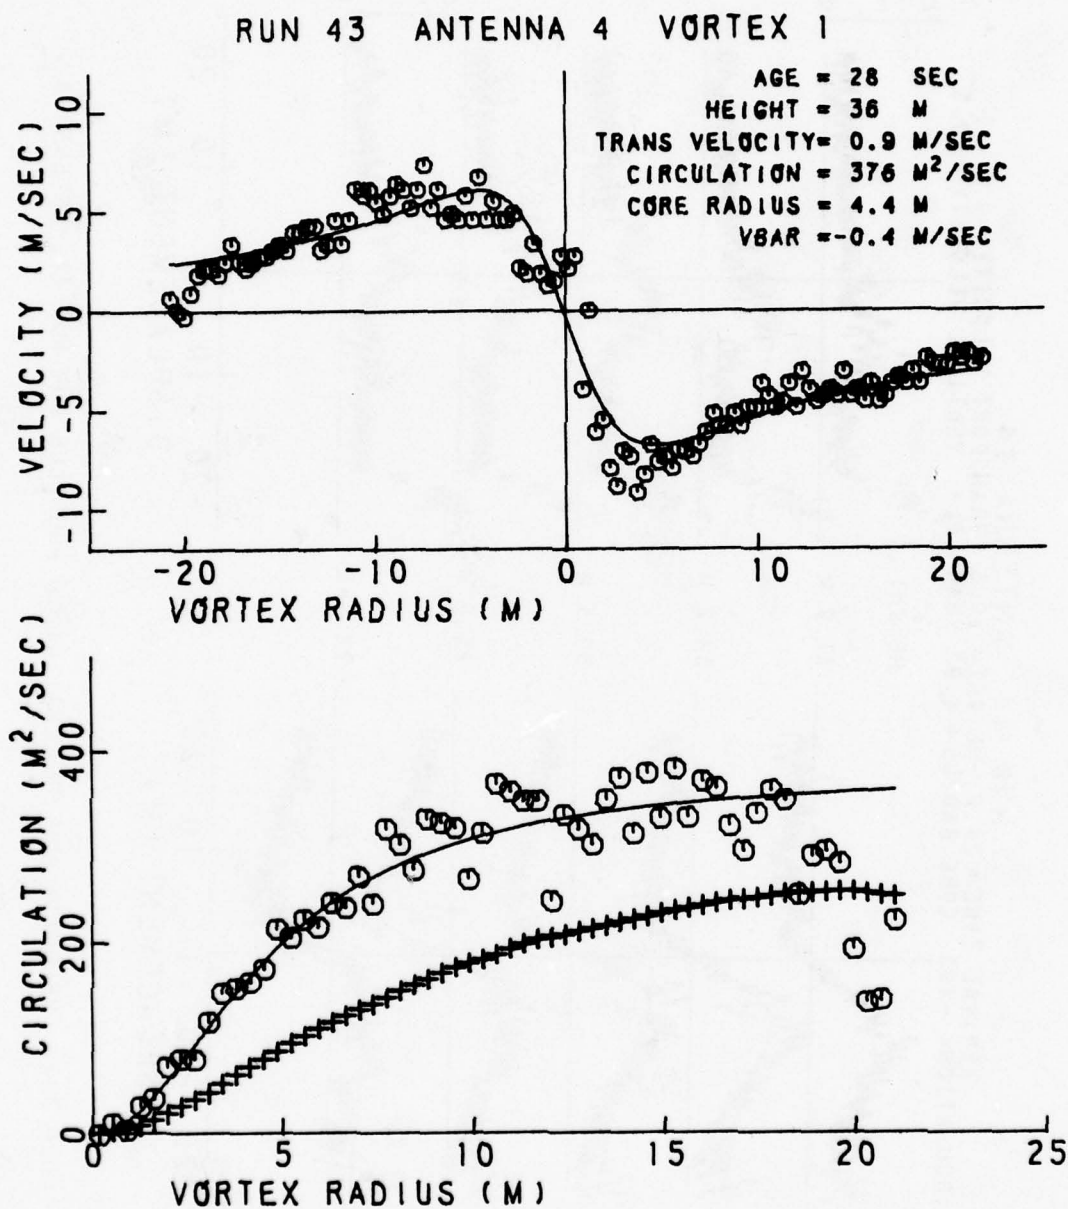 RUN 43 ANTENNA 4 VORTEX 1
AGE = 28 SEC
HEIGHT = 36 M
TRANS VELOCITY= 0.9 M/SEC
CIRCULATION = 376 M²/SEC
CORE RADIUS = 4.4 M
VBAR =-0.4 M/SEC
VELOCITY (M/SEC)
10
5
0
-5
-10
-20 -10 0 10 20
VORTEX RADIUS (M)
CIRCULATION (M²/SEC)
400
200
0
0 5 10 15 20 25
VORTEX RADIUS (M)